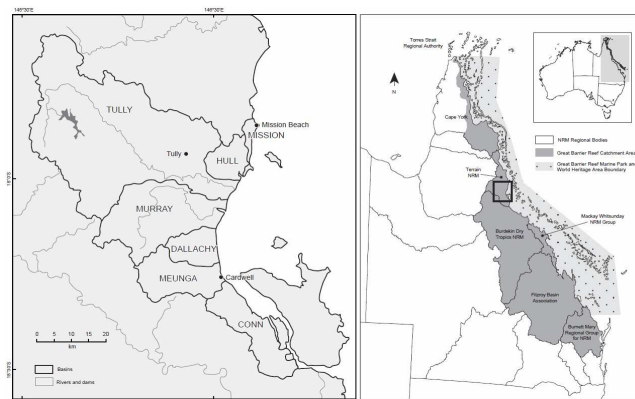 146°30'E
146°30'E
TULLY
Mission Beach
MISSION
Tully
HULL
MURRAY
DALLACHY
MEUNGA
Cardwell
CONN
0 5 10 15 20
km
Basins
Rivers and dams
Torres Strait
Regional Authority
N
Cape York
NRM Regional Bodies
Great Barrier Reef Catchment Area
Great Barrier Reef Marine Park and
World Heritage Area Boundary
Terrain
NRM
Mackay Whitsunday
NRM Group
Burdekin Dry
Tropics NRM
Fitzroy Basin
Association
Burnett Mary
Regional Group
for NRM